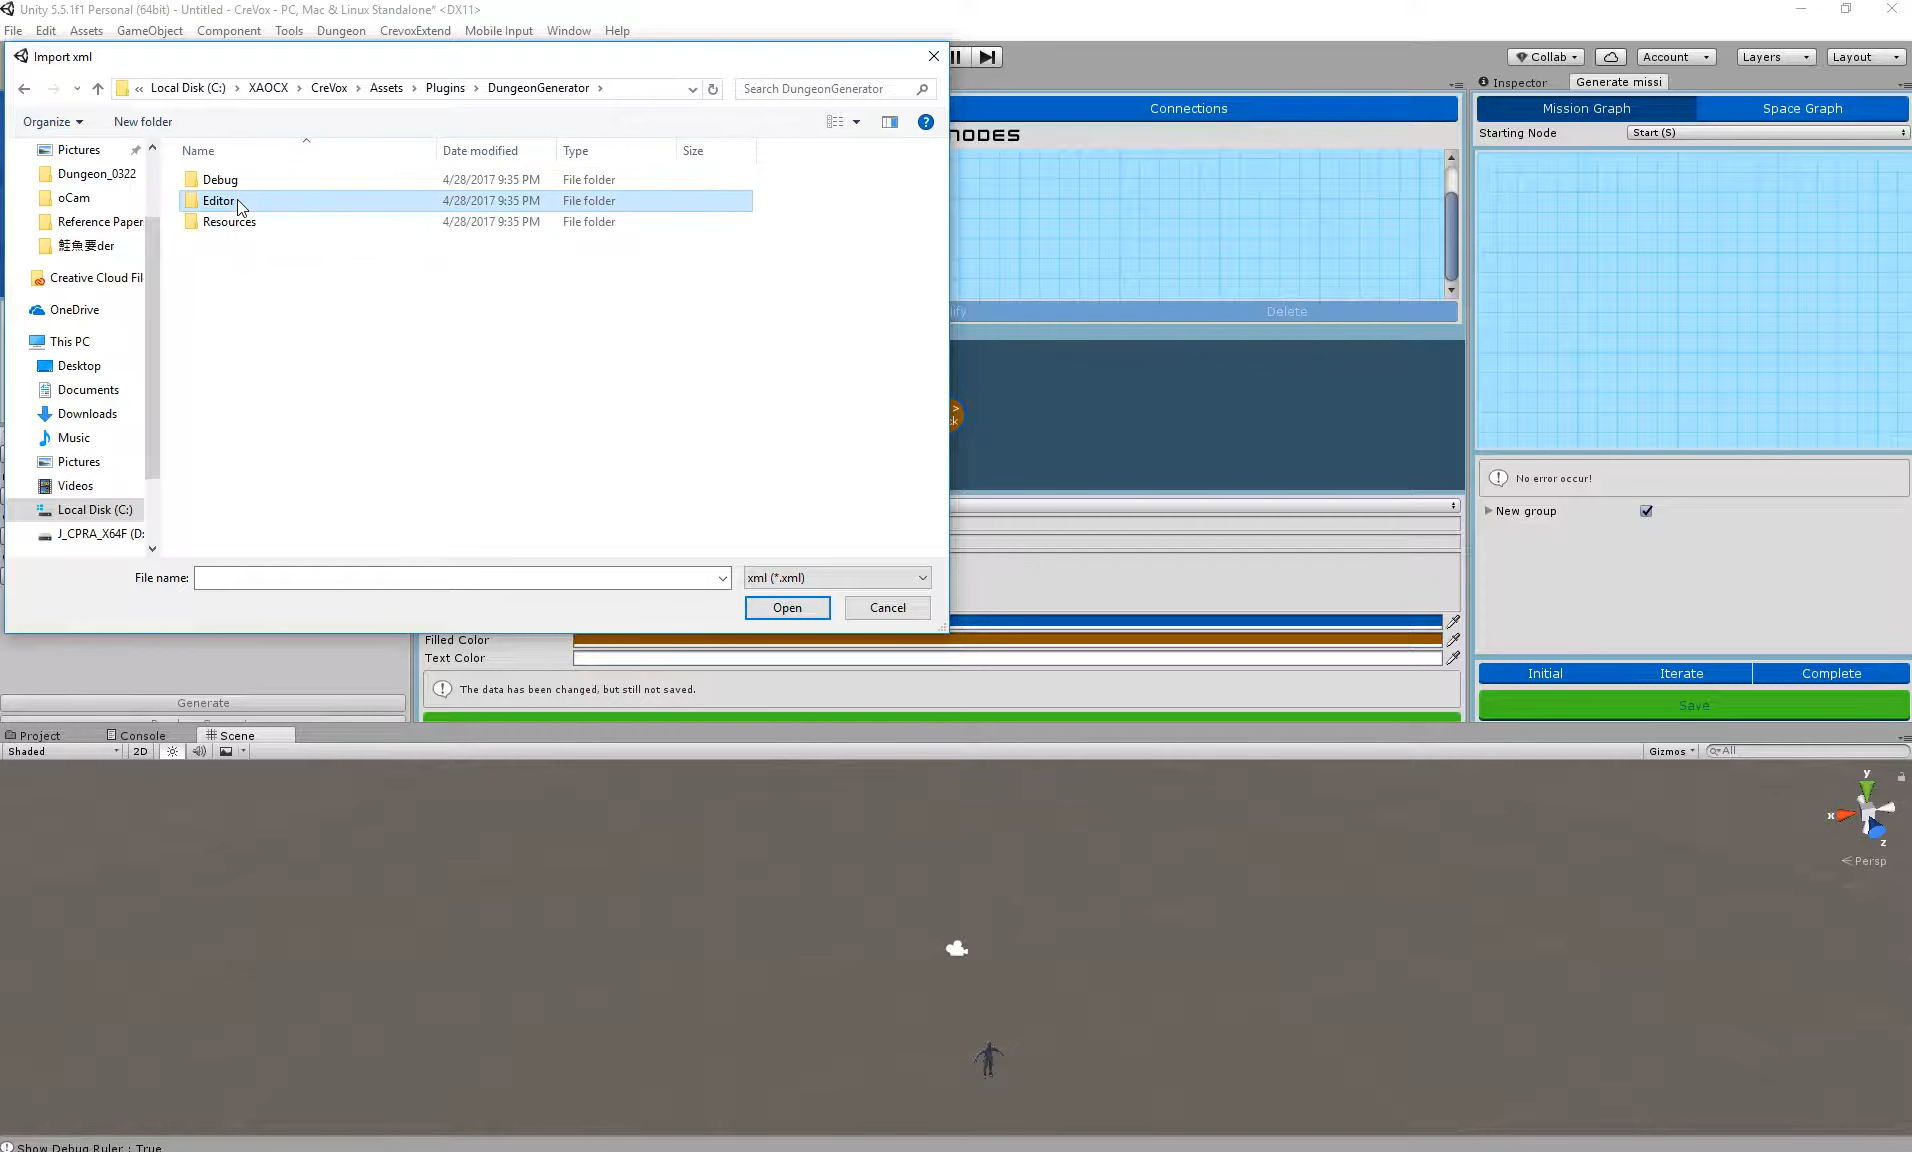 Unity 5.5.1f1 Personal (64bit) - Untitled - CreVox - PC, Mac & Linux Standalone* <DX11>
File Edit Assets GameObject Component Tools Dungeon CrevoxExtend Mobile Input Window Help
Import xml
Collab Account Layers Layout
« Local Disk (C:) > XAOCX > CreVox > Assets > Plugins > DungeonGenerator >
Search DungeonGenerator
Inspector Generate missi
Organize New folder
Connections
Mission Graph Space Graph
NODES
Starting Node Start (S)
Name Date modified Type Size
Debug 4/28/2017 9:35 PM File folder
Editor 4/28/2017 9:35 PM File folder
Resources 4/28/2017 9:35 PM File folder
Pictures
Dungeon_0322
oCam
Reference Paper
鮭魚要der
Creative Cloud Fil
OneDrive
This PC
Desktop
Documents
Downloads
Music
Pictures
Videos
Local Disk (C:)
J_CPRA_X64F (D:
ify Delete
>
ck
No error occur!
New group
File name: xml (*.xml)
Open Cancel
Filled Color
Text Color
The data has been changed, but still not saved.
Initial Iterate Complete
Save
Generate
Project Console Scene
Shaded 2D Gizmos All
y
x
z
Persp
Show Debug Ruler : True